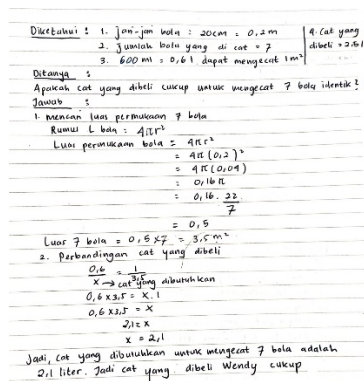 Diketahui : 1. Jari-jari bola : 20cm = 0,2 m
2. Jumlah bola yang di cat = 7
3. 600 ml = 0,6 l dapat mengecat 1 m²
4. Cat yang dibeli = 2,5 l
Ditanya :
Apakah cat yang dibeli cukup untuk mengecat 7 bola identik?
Jawab :
1. Mencari luas permukaan 7 bola
Rumus L bola : 4πr²
Luas permukaan bola = 4πr²
= 4π (0,2)²
= 4π (0,04)
= 0,16 π
= 0,16 . 22/7
= 0,5
Luas 7 bola = 0,5 x 7 = 3,5 m²
2. Perbandingan cat yang dibeli
0,6/x = 1/3,5
→ cat yang dibutuhkan
0,6 x 3,5 = x . 1
0,6 x 3,5 = x
2,1 = x
x = 2,1
Jadi, cat yang dibutuhkan untuk mengecat 7 bola adalah
2,1 liter. Jadi cat yang dibeli Wendy cukup